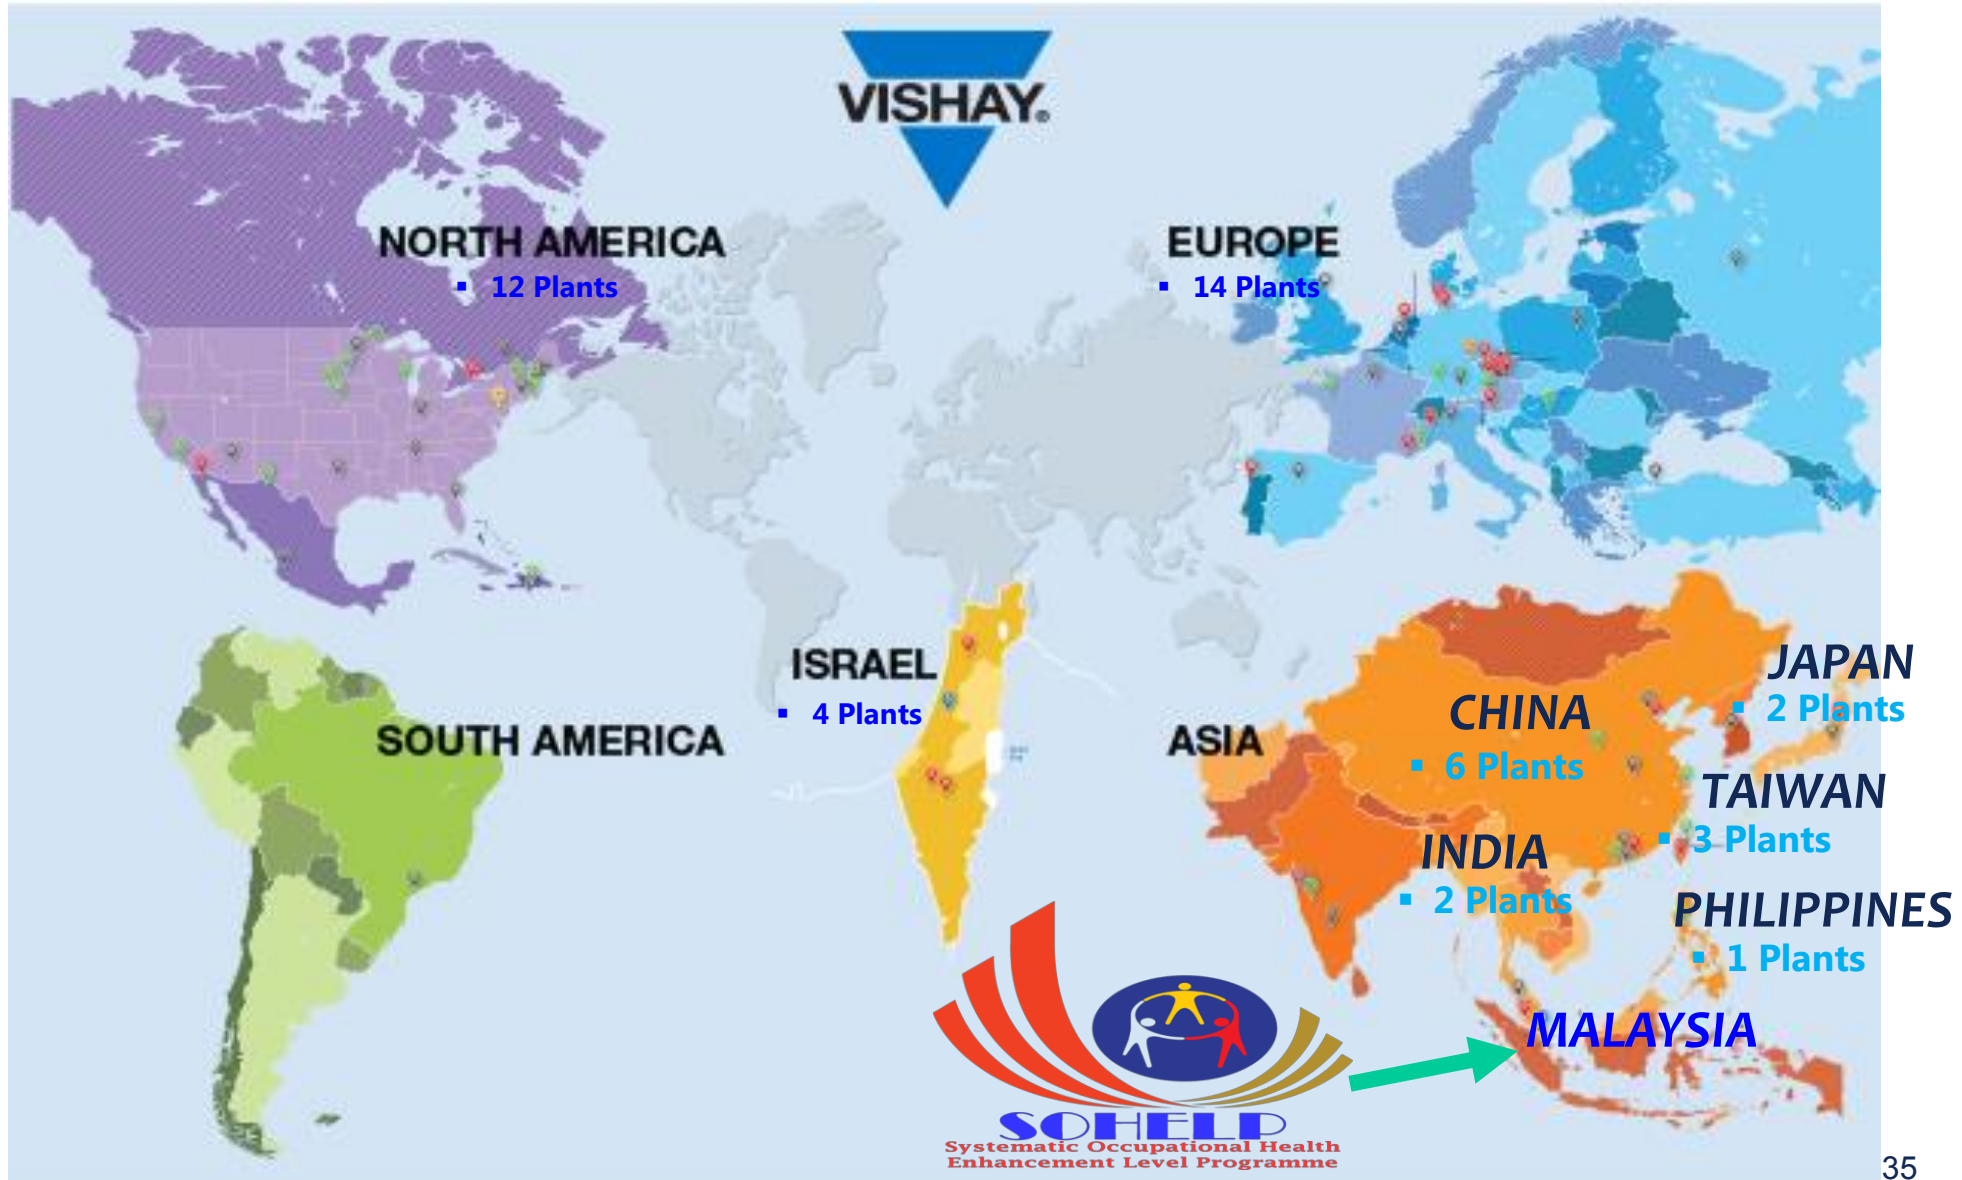 VISHAY®
NORTH AMERICA
▪ 12 Plants
EUROPE
▪ 14 Plants
ISRAEL
▪ 4 Plants
SOUTH AMERICA
ASIA
JAPAN
▪ 2 Plants
CHINA
▪ 6 Plants
TAIWAN
▪ 3 Plants
INDIA
▪ 2 Plants
PHILIPPINES
▪ 1 Plants
MALAYSIA
SOHELP
Systematic Occupational Health
Enhancement Level Programme
35